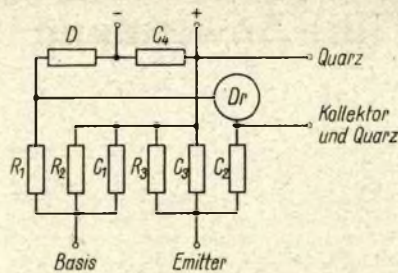 − +
D C₄ Quarz
Dr
Kollektor
und Quarz
R₁ R₂ C₁ R₃ C₃ C₂
Basis Emitter